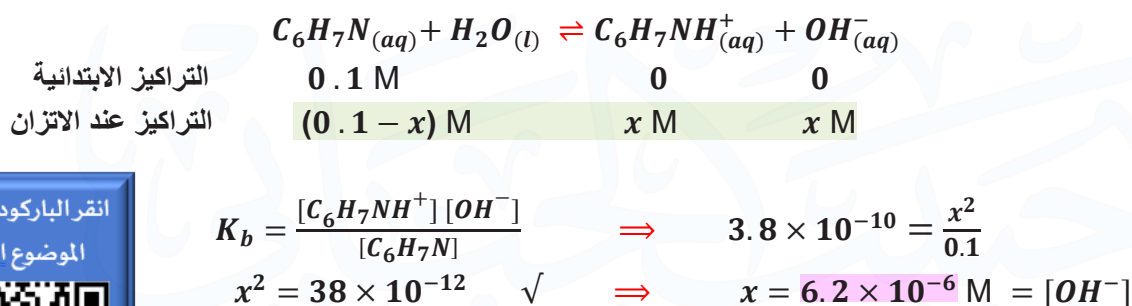 C₆H₇N₍aq₎ + H₂O₍l₎ ⇌ C₆H₇NH⁺₍aq₎ + OH⁻₍aq₎
التراكيز الابتدائية 0 . 1 M 0 0
التراكيز عند الاتزان (0 . 1 − x) M x M x M
انقر الباركود
الموضوع ا
K_b = [C₆H₇NH⁺] [OH⁻] / [C₆H₇N] ⟹ 3.8 × 10⁻¹⁰ = x² / 0.1
x² = 38 × 10⁻¹² √ ⟹ x = 6.2 × 10⁻⁶ M = [OH⁻]